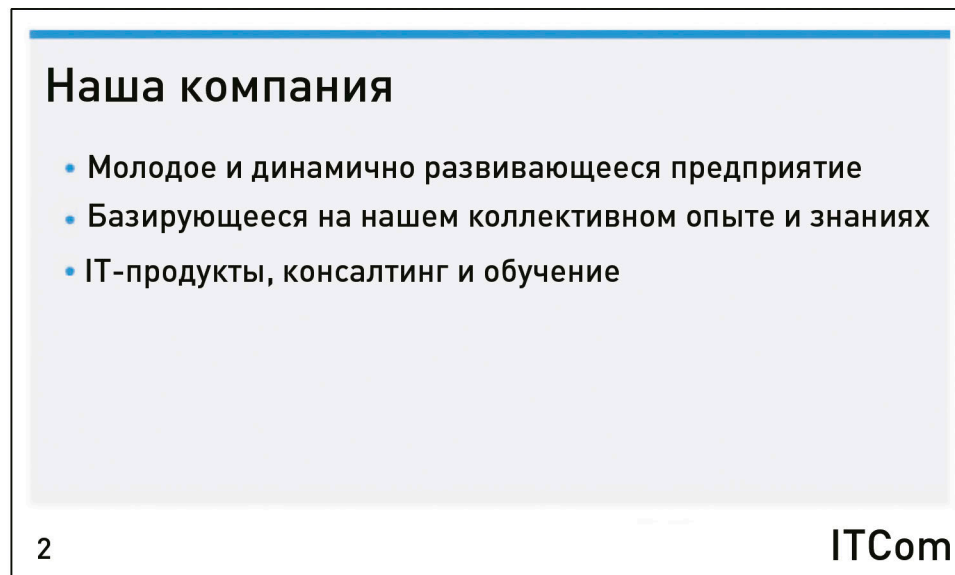 Наша компания
• Молодое и динамично развивающееся предприятие
• Базирующееся на нашем коллективном опыте и знаниях
• IT-продукты, консалтинг и обучение
2
ITCom